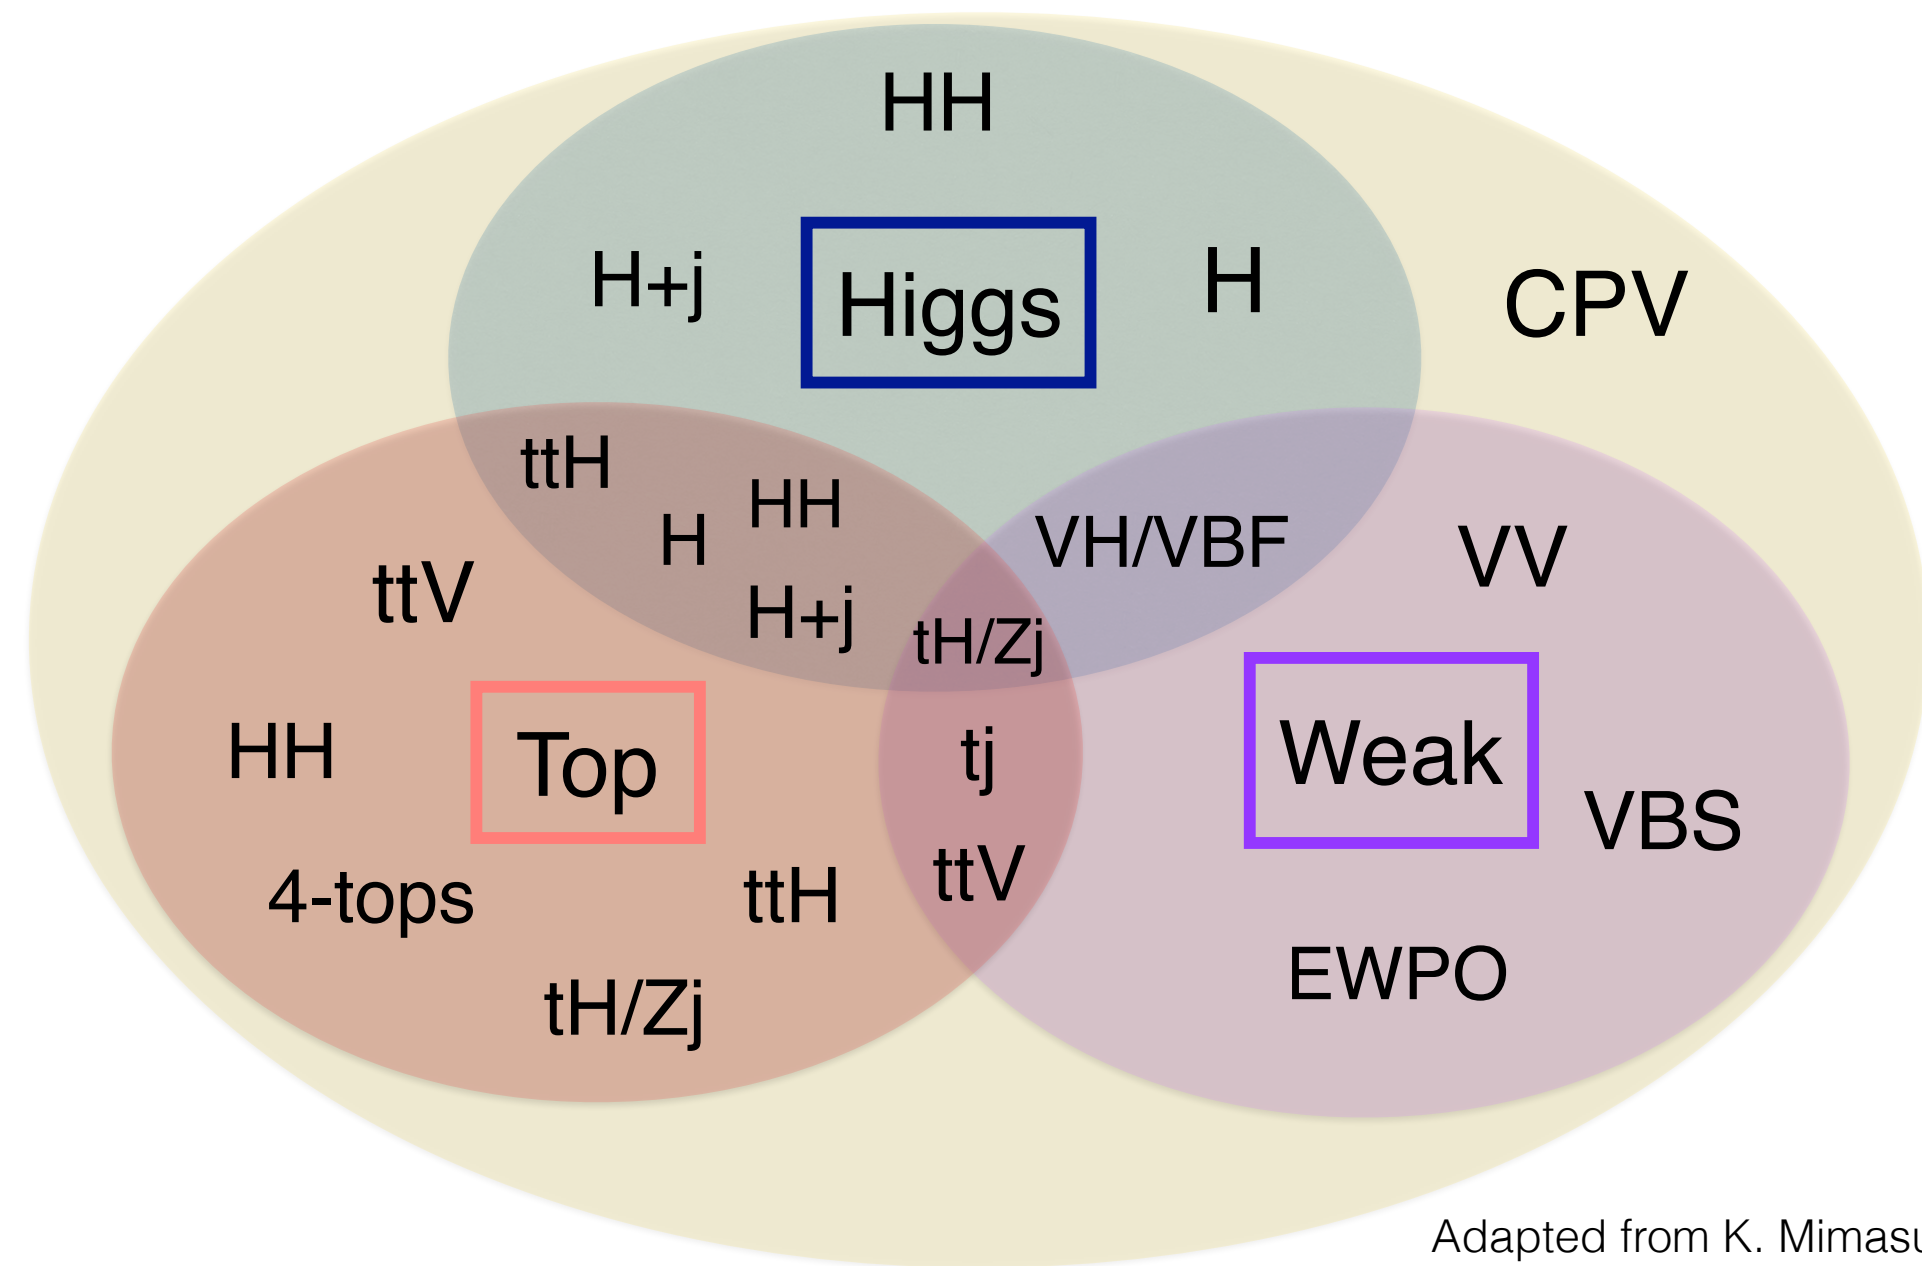 HH
H+j
Higgs
H
CPV
ttH
HH
H
VH/VBF
VV
ttV
H+j
tH/Zj
HH
Top
tj
Weak
VBS
4-tops
ttH
ttV
EWPO
tH/Zj
Adapted from K. Mimasu